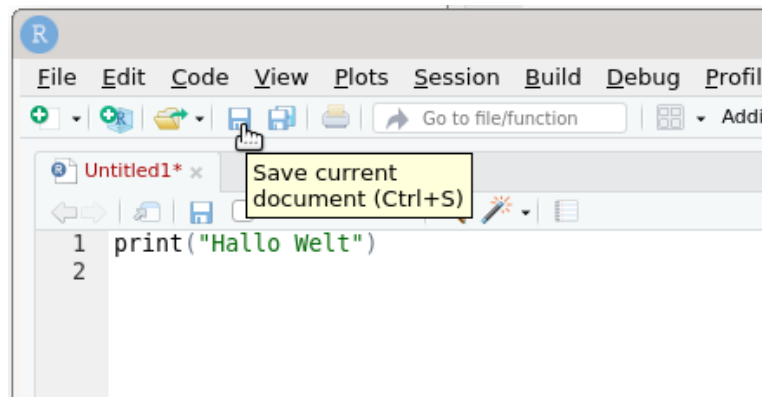 R
File Edit Code View Plots Session Build Debug Profil
Go to file/function Addi
Untitled1*
Save current
document (Ctrl+S)
1 print("Hallo Welt")
2